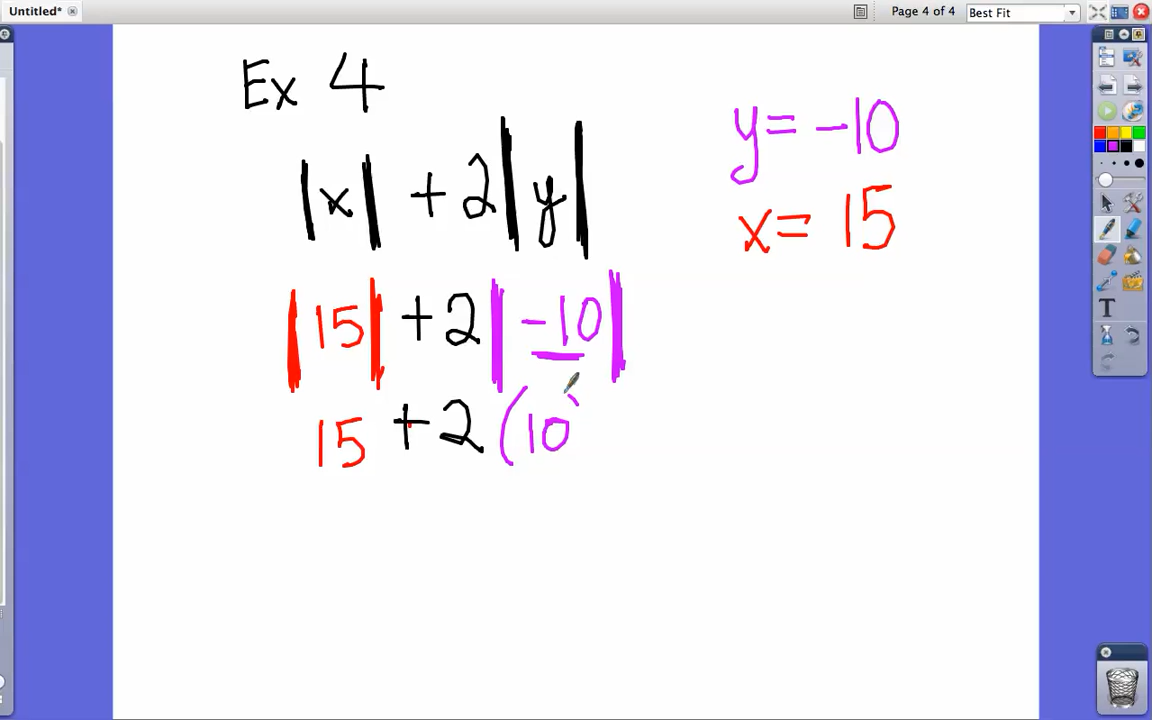 Untitled*
Page 4 of 4
Best Fit
Ex 4
|x| + 2|y|
y = -10
x = 15
|15| + 2|-10|
15 + 2 (10
T